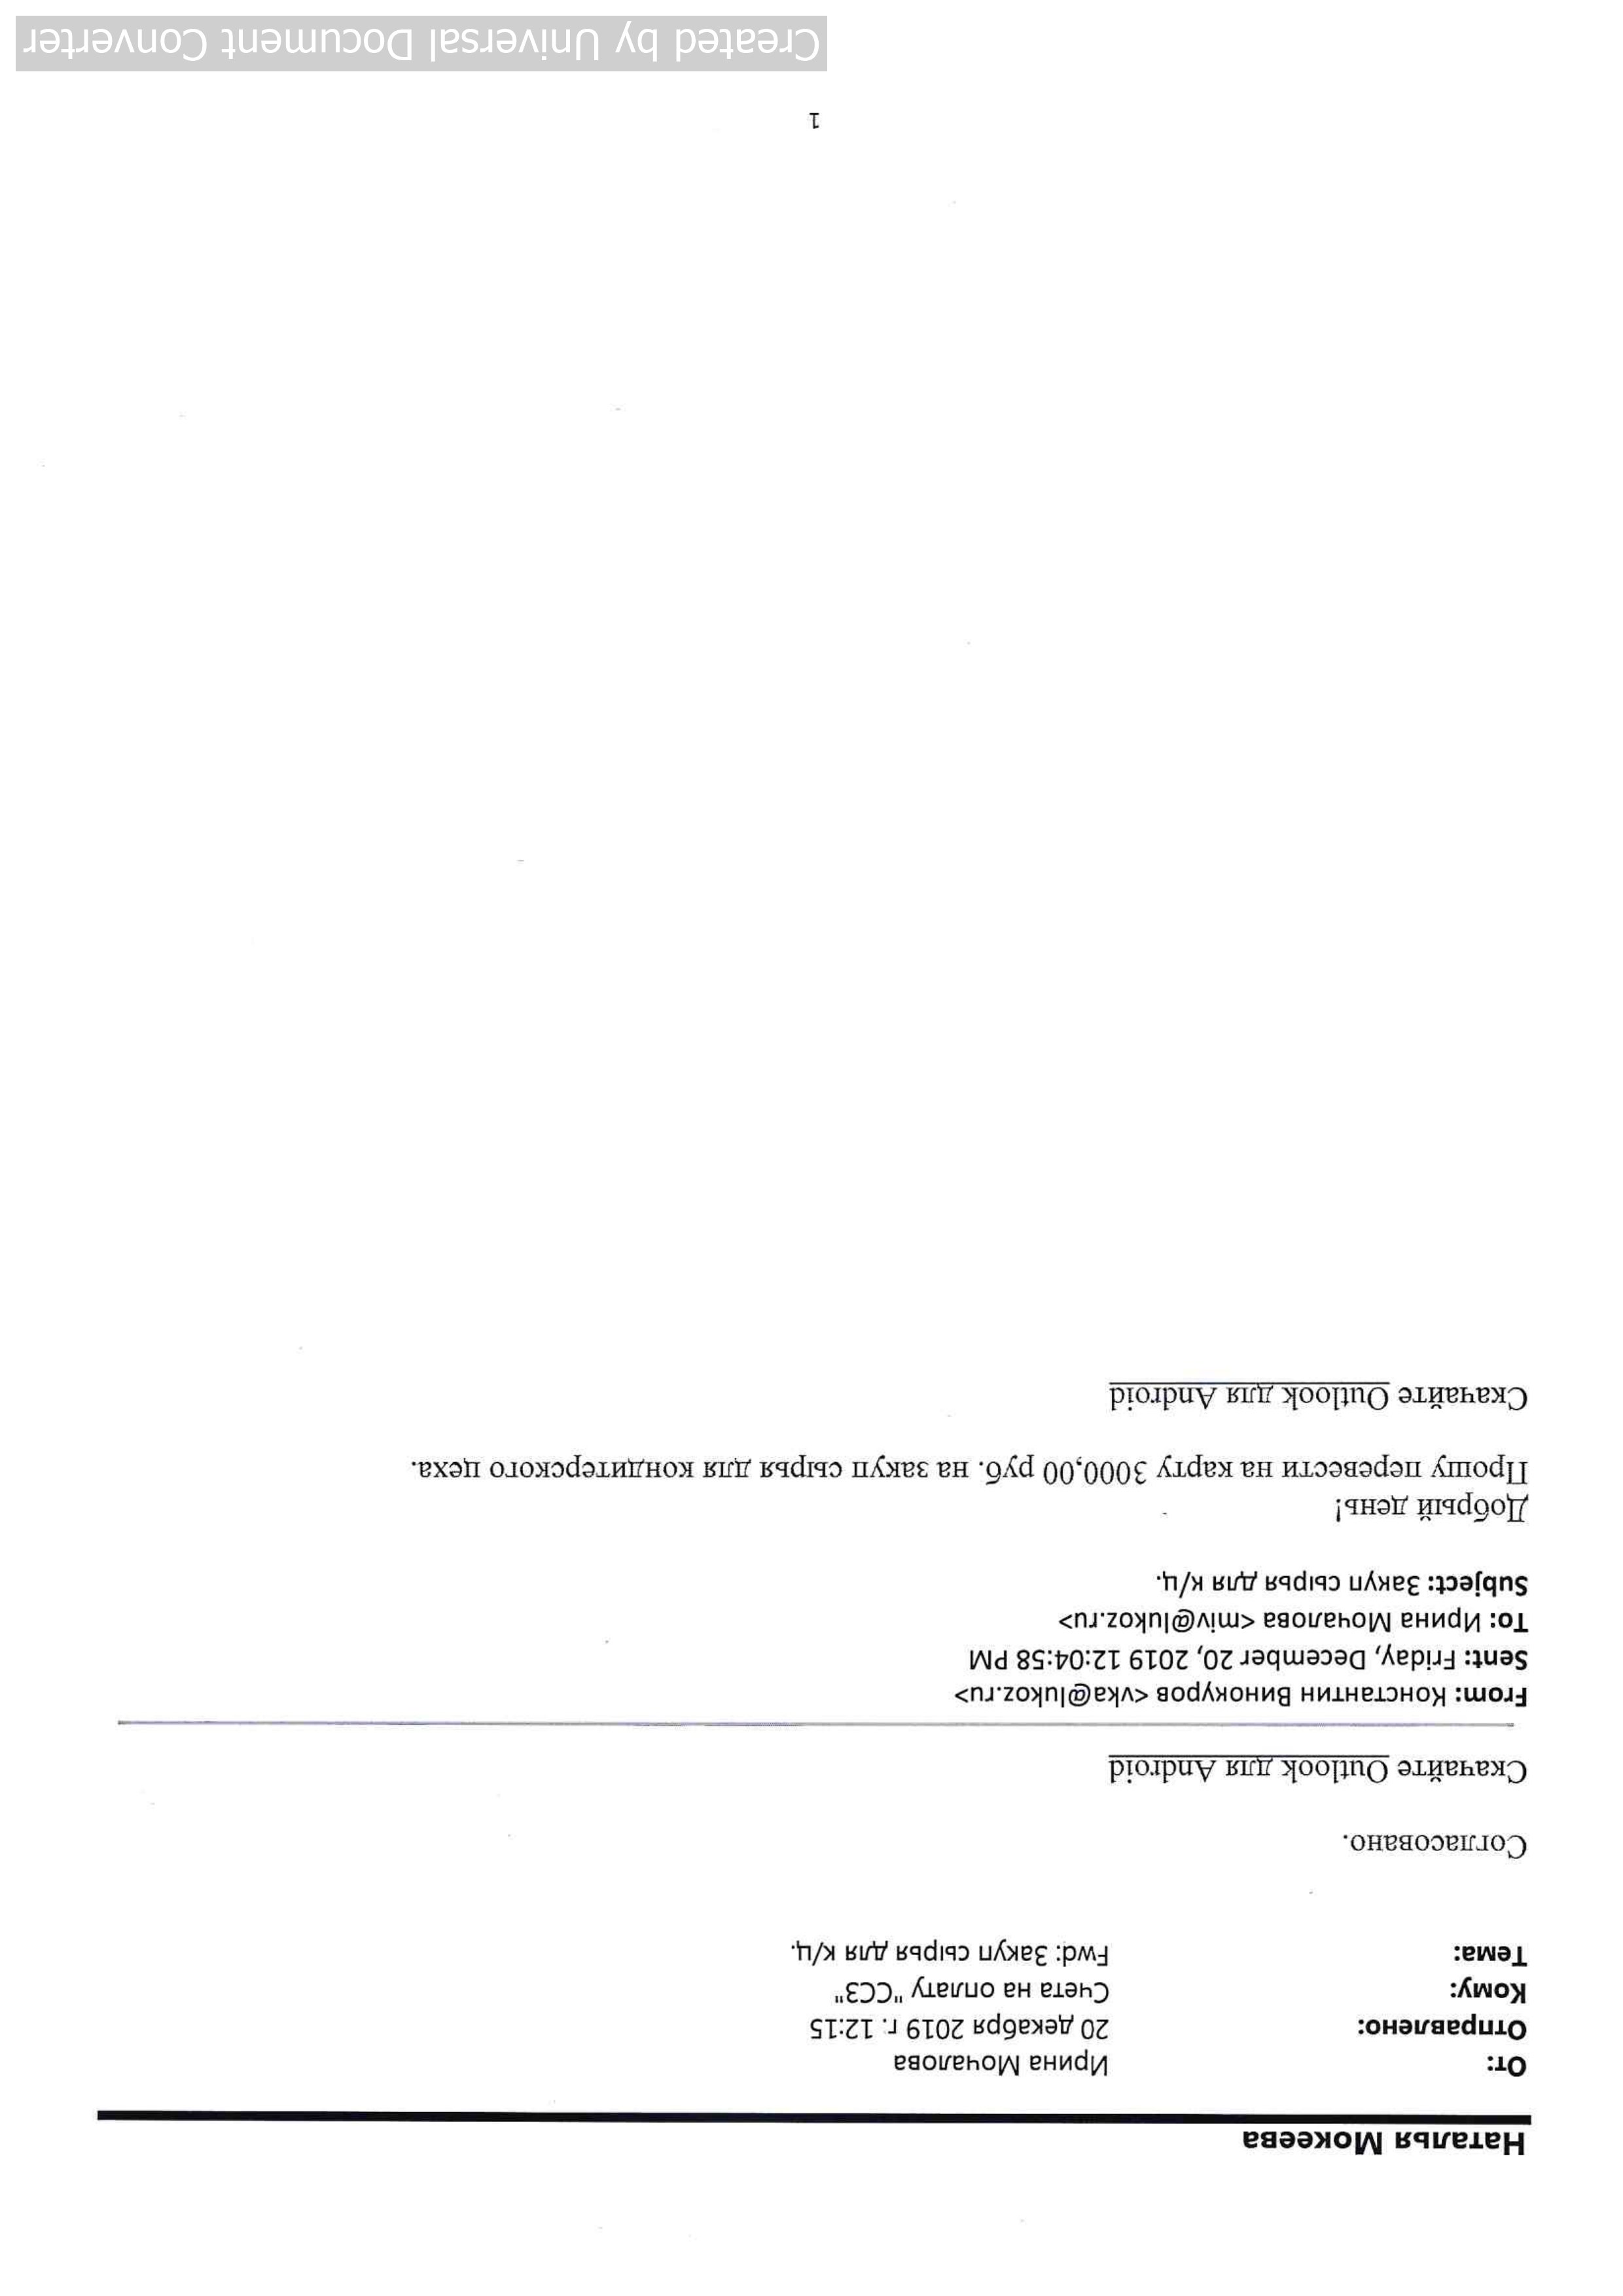 Наталья Мокеева
От: Ирина Мочалова
Отправлено: 20 декабря 2019 г. 12:15
Кому: Счета на оплату "ССЗ"
Тема: Fwd: Закуп сырья для к/ц.
Согласовано.
Скачайте Outlook для Android
From: Константин Винокуров <vka@lukoz.ru>
Sent: Friday, December 20, 2019 12:04:58 PM
To: Ирина Мочалова <miv@lukoz.ru>
Subject: Закуп сырья для к/ц.
Добрый день!
Прошу перевести на карту 3000,00 руб. на закуп сырья для кондитерского цеха.
Скачайте Outlook для Android
1
Created by Universal Document Converter